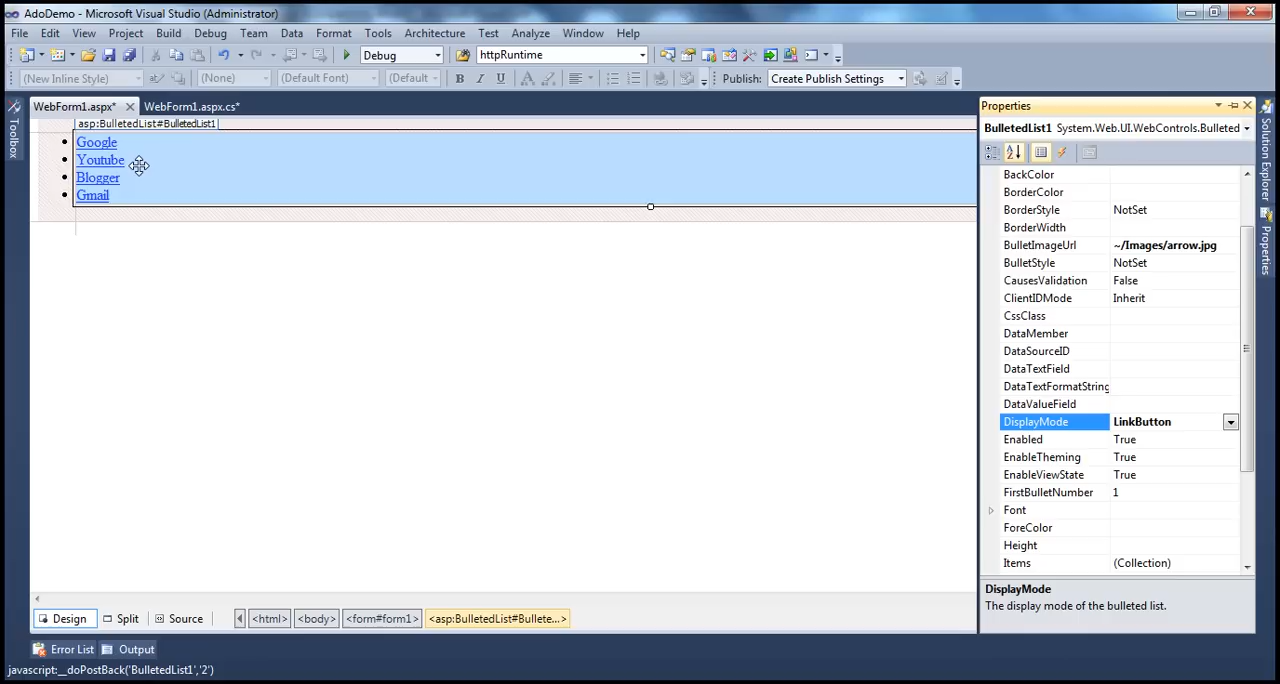 AdoDemo - Microsoft Visual Studio (Administrator)
File Edit View Project Build Debug Team Data Format Tools Architecture Test Analyze Window Help
Debug httpRuntime
(New Inline Style) (None) (Default Font) (Default B I U A Publish: Create Publish Settings
WebForm1.aspx* WebForm1.aspx.cs*
Toolbox
asp:BulletedList#BulletedList1
Google
Youtube
Blogger
Gmail
Properties
BulletedList1 System.Web.UI.WebControls.Bulleted
BackColor
BorderColor
BorderStyle NotSet
BorderWidth
BulletImageUrl ~/Images/arrow.jpg
BulletStyle NotSet
CausesValidation False
ClientIDMode Inherit
CssClass
DataMember
DataSourceID
DataTextField
DataTextFormatString
DataValueField
DisplayMode LinkButton
Enabled True
EnableTheming True
EnableViewState True
FirstBulletNumber 1
Font
ForeColor
Height
Items (Collection)
DisplayMode
The display mode of the bulleted list.
Solution Explorer
Properties
Design Split Source <html> <body> <form#form1> <asp:BulletedList#Bullete...>
Error List Output
javascript:__doPostBack('BulletedList1','2')